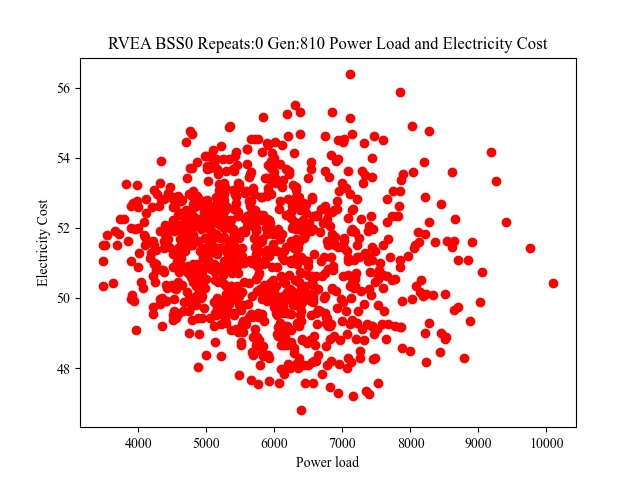 RVEA BSS0 Repeats:0 Gen:810 Power Load and Electricity Cost
Electricity Cost
56
54
52
50
48
4000 5000 6000 7000 8000 9000 10000
Power load